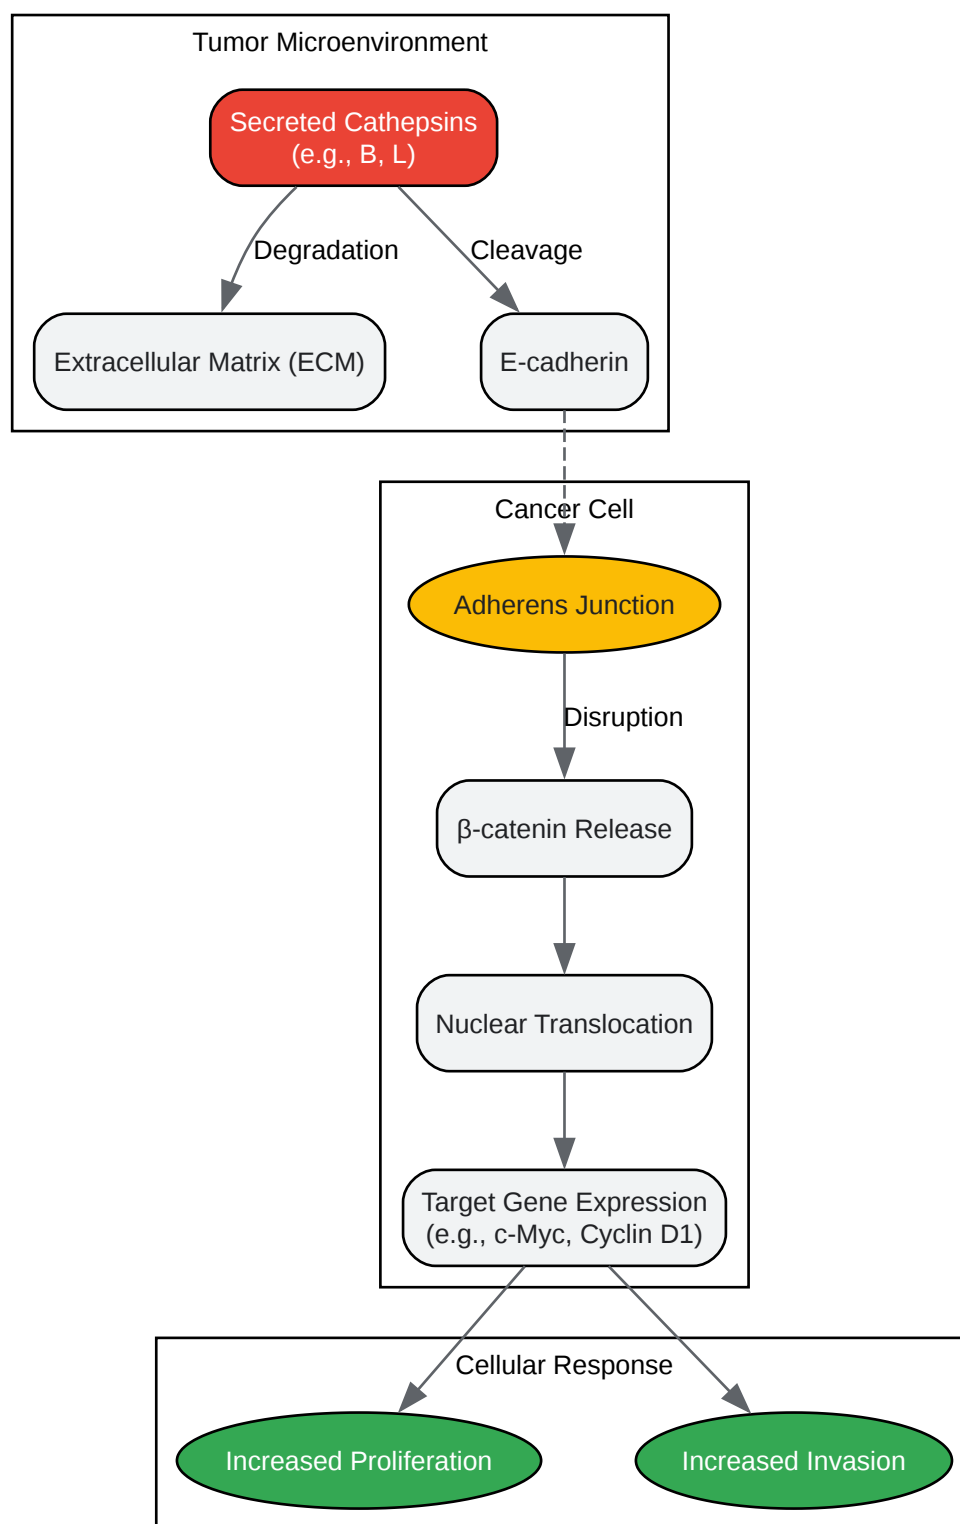 Tumor Microenvironment
Secreted Cathepsins
(e.g., B, L)
Degradation
Cleavage
Extracellular Matrix (ECM)
E-cadherin
Cancer Cell
Adherens Junction
Disruption
β-catenin Release
Nuclear Translocation
Target Gene Expression
(e.g., c-Myc, Cyclin D1)
Cellular Response
Increased Proliferation
Increased Invasion